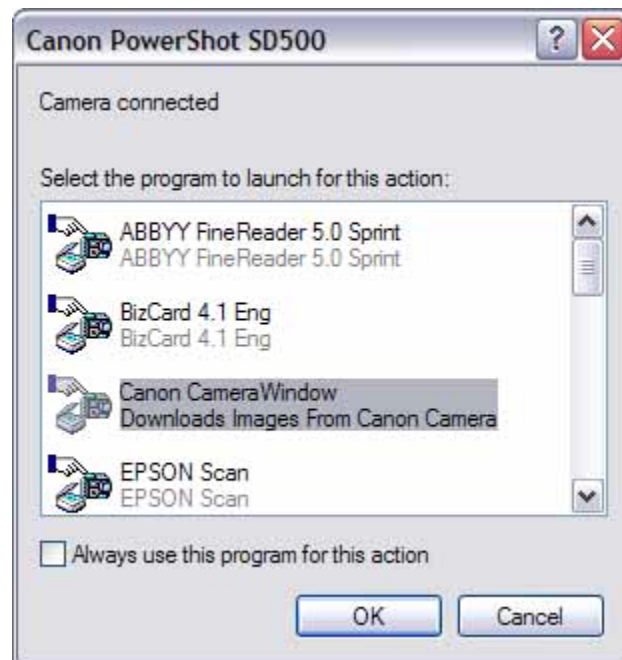 Canon PowerShot SD500
Camera connected
Select the program to launch for this action:
ABBYY FineReader 5.0 Sprint
ABBYY FineReader 5.0 Sprint
BizCard 4.1 Eng
BizCard 4.1 Eng
Canon CameraWindow
Downloads Images From Canon Camera
EPSON Scan
EPSON Scan
Always use this program for this action
OK
Cancel